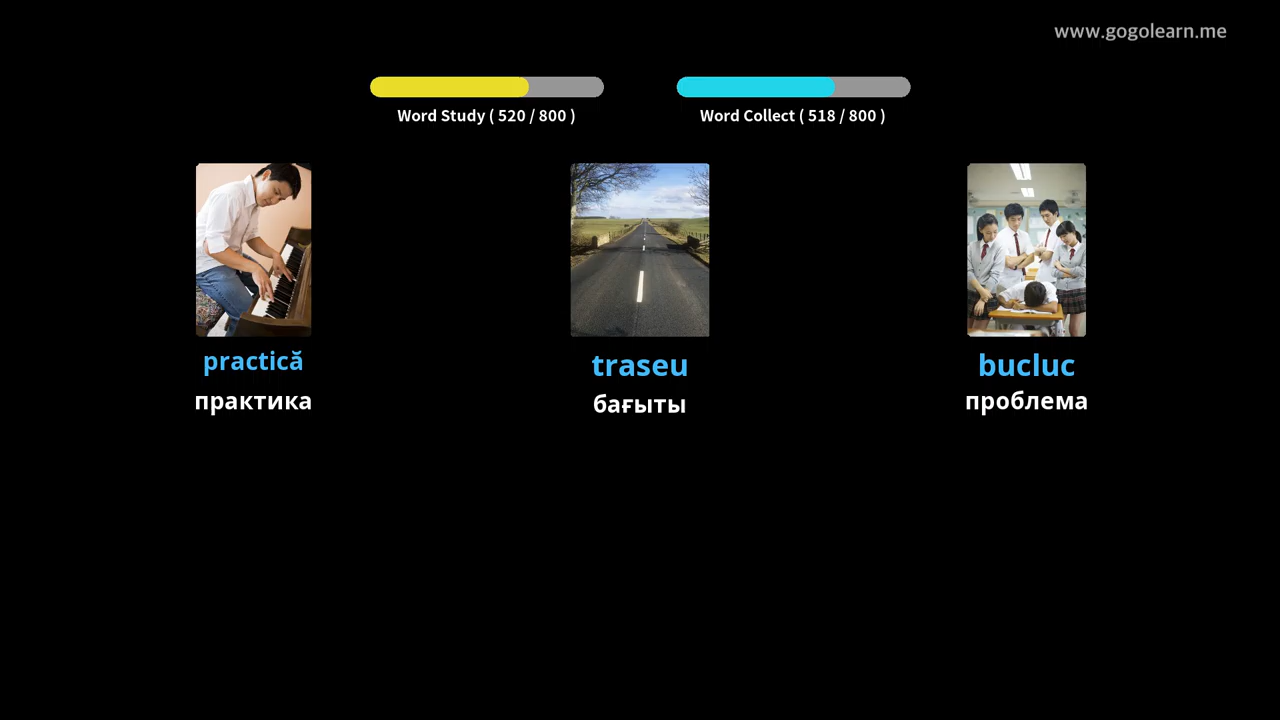 www.gogolearn.me
Word Study ( 520 / 800 )
Word Collect ( 518 / 800 )
practică
traseu
bucluc
практика
бағыты
проблема